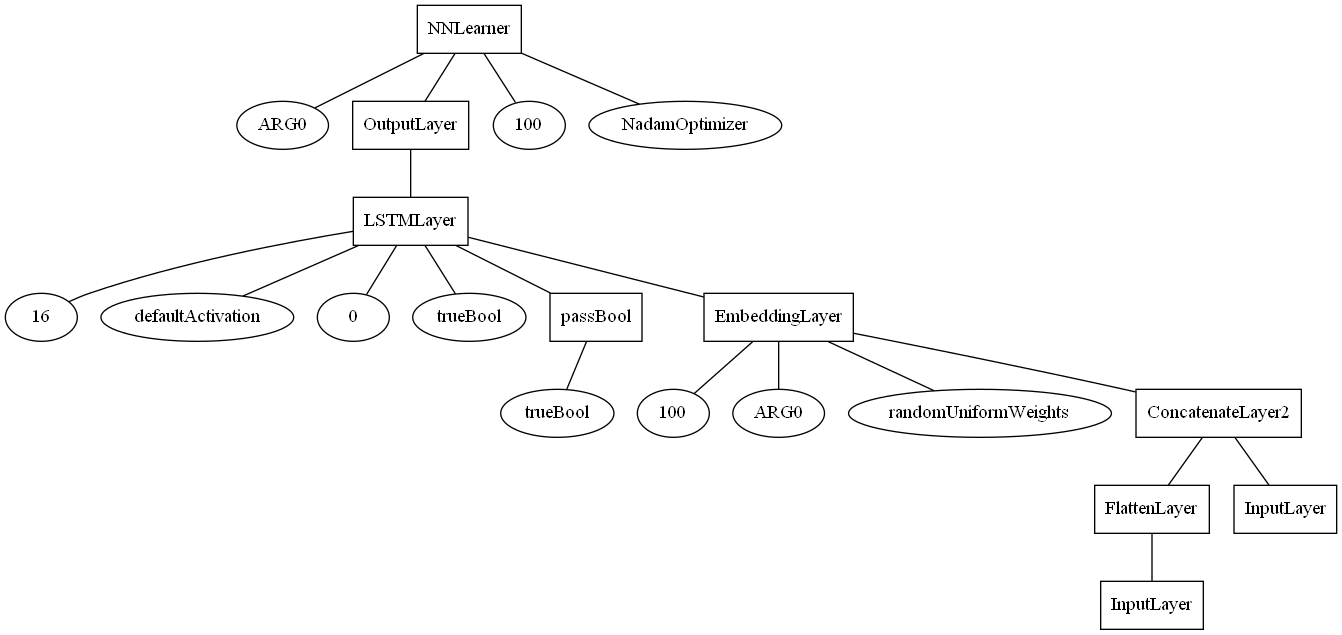 NNLearner
ARG0
OutputLayer
100
NadamOptimizer
LSTMLayer
16
defaultActivation
0
trueBool
passBool
EmbeddingLayer
trueBool
100
ARG0
randomUniformWeights
ConcatenateLayer2
FlattenLayer
InputLayer
InputLayer